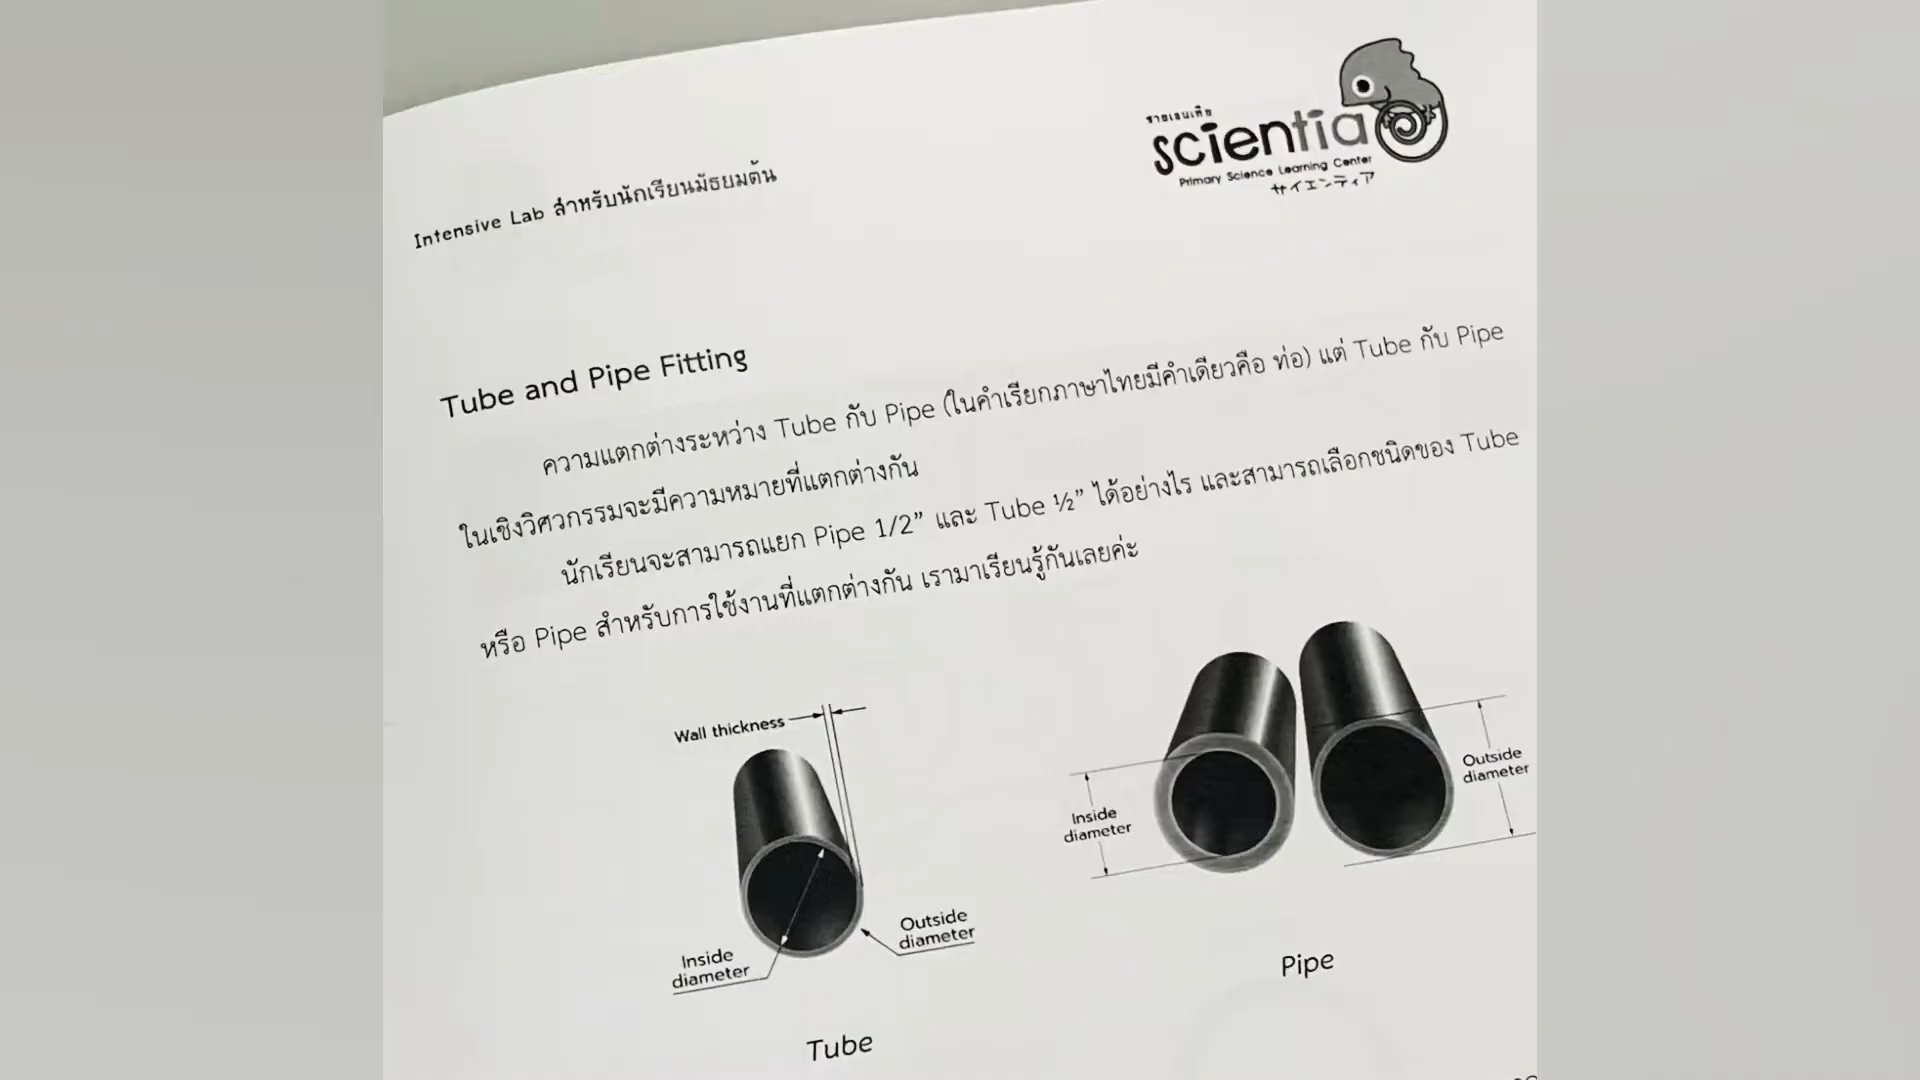 Intensive Lab สำหรับนักเรียนมัธยมต้น
ซายเอนเทีย
scientia
Primary Science Learning Center
サイエンティア
Tube and Pipe Fitting
ความแตกต่างระหว่าง Tube กับ Pipe (ในคำเรียกภาษาไทยมีคำเดียวคือ ท่อ) แต่ Tube กับ Pipe
ในเชิงวิศวกรรมจะมีความหมายที่แตกต่างกัน
นักเรียนจะสามารถแยก Pipe 1/2” และ Tube ½” ได้อย่างไร และสามารถเลือกชนิดของ Tube
หรือ Pipe สำหรับการใช้งานที่แตกต่างกัน เรามาเรียนรู้กันเลยค่ะ
Wall thickness
Inside
diameter
Outside
diameter
Tube
Inside
diameter
Outside
diameter
Pipe